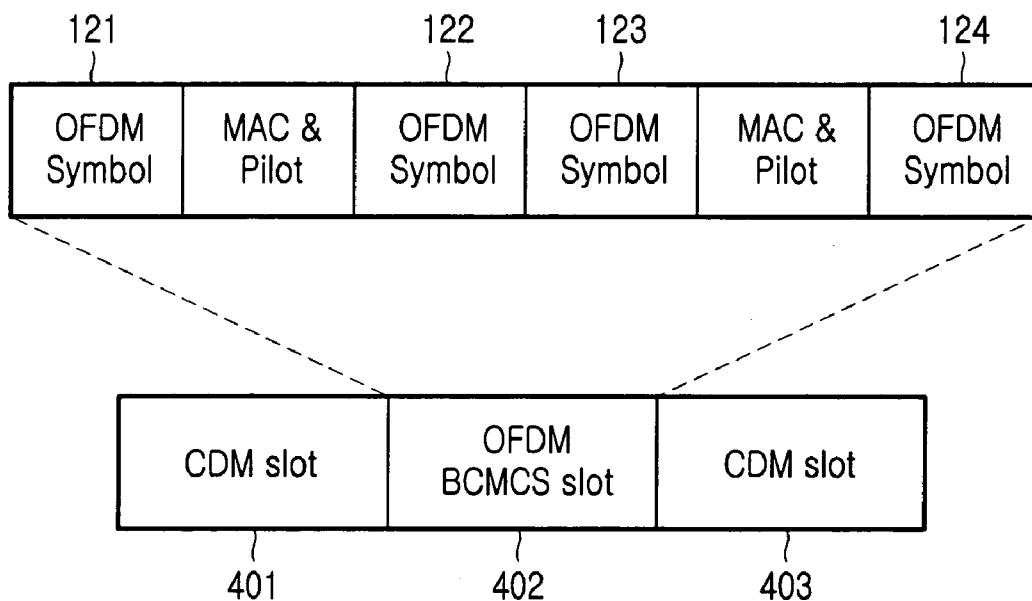 121 122 123 124
OFDM Symbol
MAC & Pilot
OFDM Symbol
OFDM Symbol
MAC & Pilot
OFDM Symbol
CDM slot
OFDM BCMCS slot
CDM slot
401 402 403